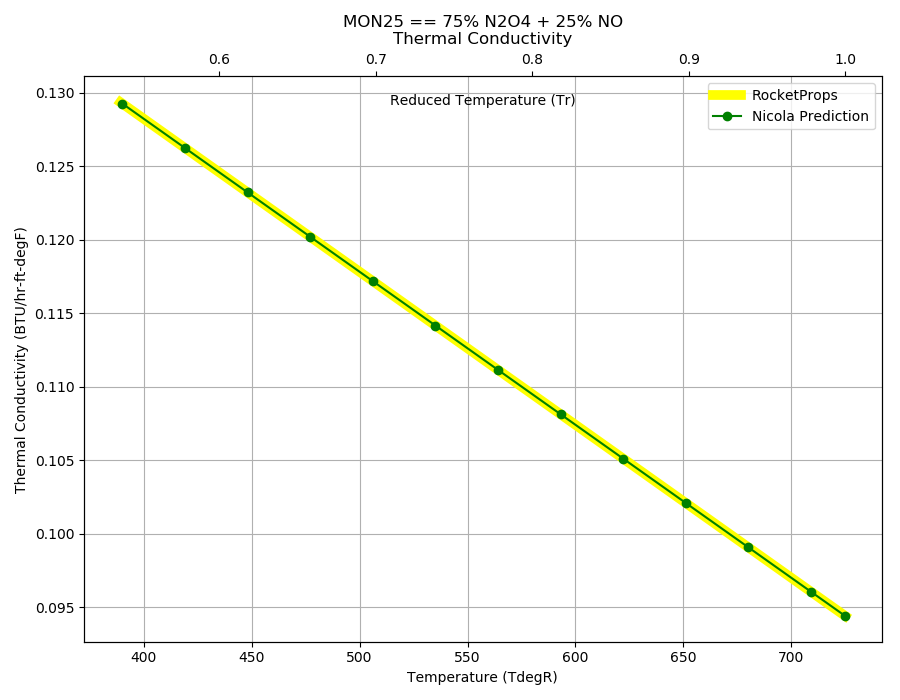 MON25 == 75% N2O4 + 25% NO
Thermal Conductivity
0.6 0.7 0.8 0.9 1.0
Reduced Temperature (Tr)
RocketProps
Nicola Prediction
0.130
0.125
0.120
0.115
0.110
0.105
0.100
0.095
Thermal Conductivity (BTU/hr-ft-degF)
400 450 500 550 600 650 700
Temperature (TdegR)